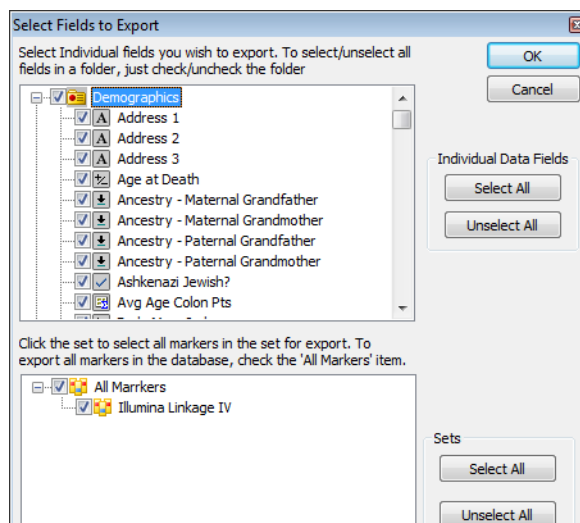 Select Fields to Export
Select Individual fields you wish to export. To select/unselect all
fields in a folder, just check/uncheck the folder
OK
Cancel
Demographics
Address 1
Address 2
Address 3
Age at Death
Ancestry - Maternal Grandfather
Ancestry - Maternal Grandmother
Ancestry - Paternal Grandfather
Ancestry - Paternal Grandmother
Ashkenazi Jewish?
Avg Age Colon Pts
Individual Data Fields
Select All
Unselect All
Click the set to select all markers in the set for export. To
export all markers in the database, check the 'All Markers' item.
All Marrkers
Illumina Linkage IV
Sets
Select All
Unselect All